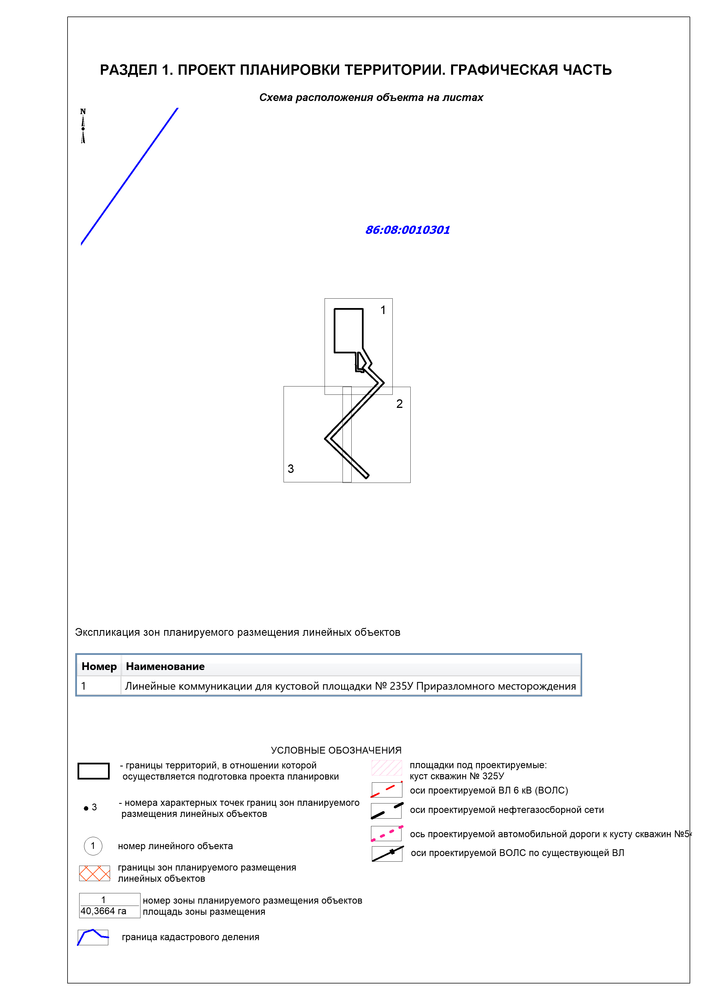 РАЗДЕЛ 1. ПРОЕКТ ПЛАНИРОВКИ ТЕРРИТОРИИ. ГРАФИЧЕСКАЯ ЧАСТЬ
Схема расположения объекта на листах
N
86:08:0010301
1
2
3
Экспликация зон планируемого размещения линейных объектов
Номер Наименование
1 Линейные коммуникации для кустовой площадки № 235У Приразломного месторождения
УСЛОВНЫЕ ОБОЗНАЧЕНИЯ
- границы территорий, в отношении которой
осуществляется подготовка проекта планировки
3 - номера характерных точек границ зон планируемого
размещения линейных объектов
1 номер линейного объекта
границы зон планируемого размещения
линейных объектов
1 номер зоны планируемого размещения объектов
40,3664 га площадь зоны размещения
граница кадастрового деления
площадки под проектируемые:
куст скважин № 325У
оси проектируемой ВЛ 6 кВ (ВОЛС)
оси проектируемой нефтегазосборной сети
ось проектируемой автомобильной дороги к кусту скважин №54
оси проектируемой ВОЛС по существующей ВЛ